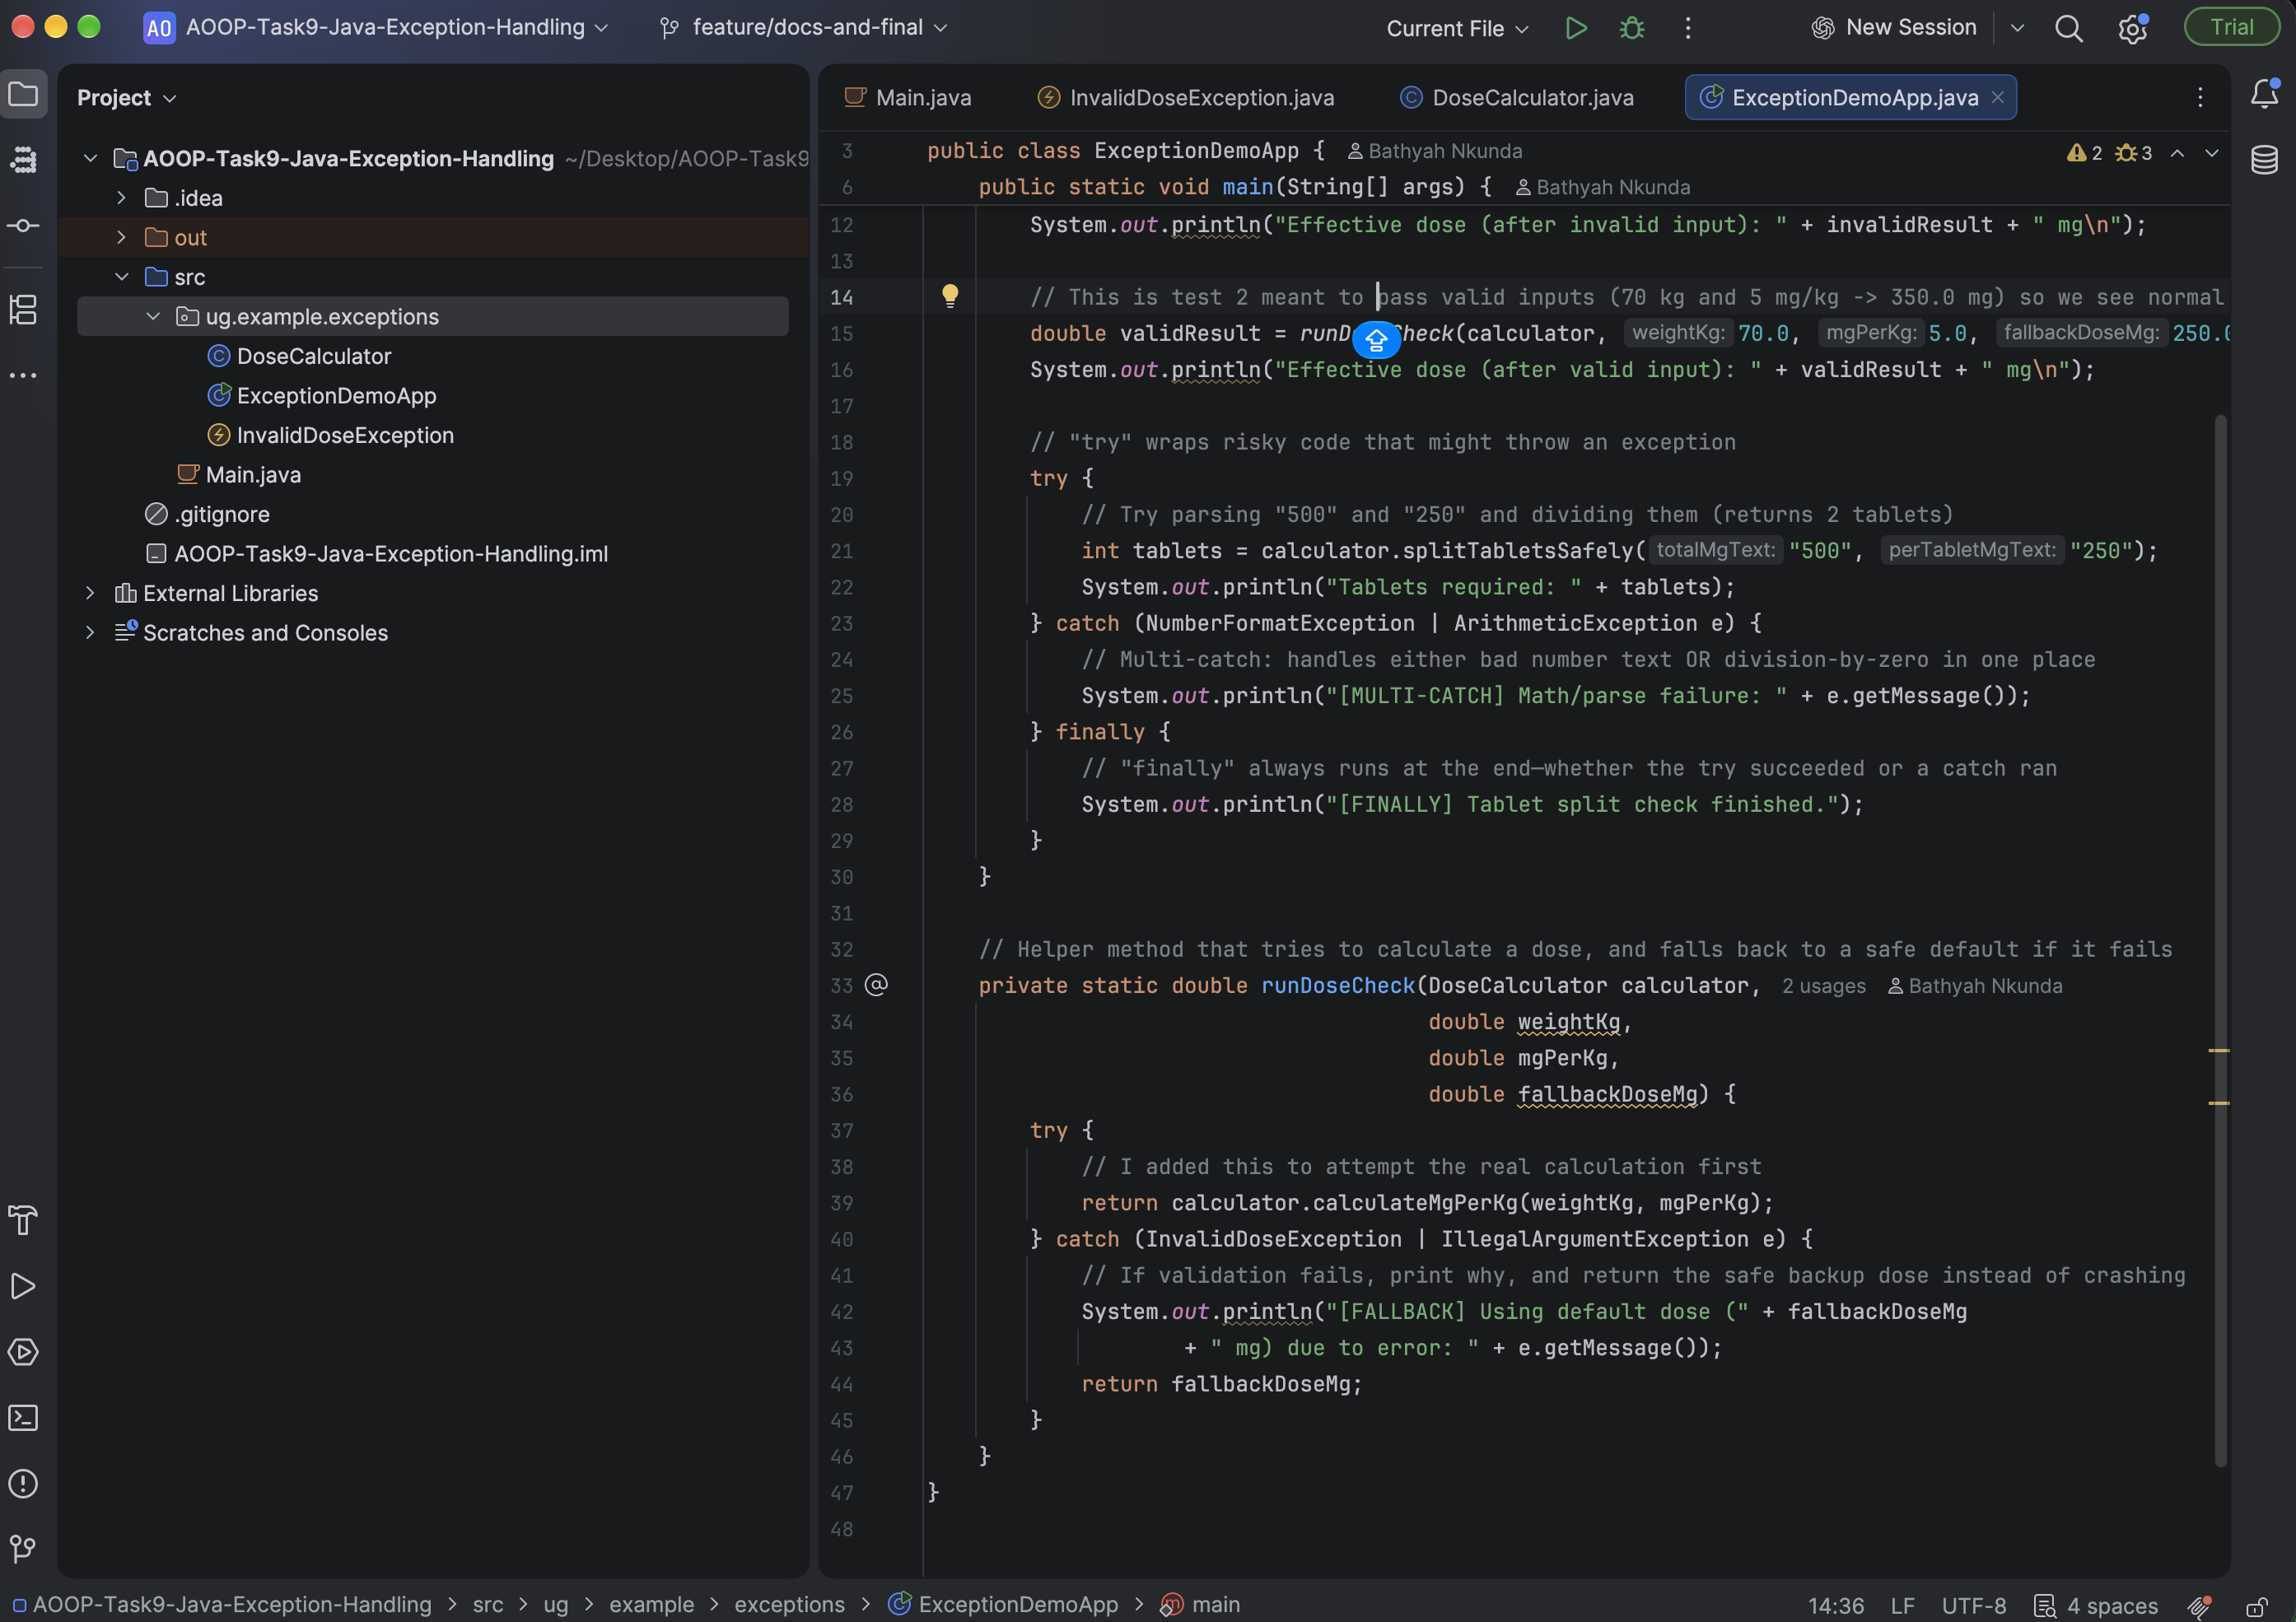 AO AOOP-Task9-Java-Exception-Handling feature/docs-and-final Current File New Session Trial
Project
AOOP-Task9-Java-Exception-Handling ~/Desktop/AOOP-Task9
.idea
out
src
ug.example.exceptions
DoseCalculator
ExceptionDemoApp
InvalidDoseException
Main.java
.gitignore
AOOP-Task9-Java-Exception-Handling.iml
External Libraries
Scratches and Consoles
Main.java InvalidDoseException.java DoseCalculator.java ExceptionDemoApp.java
3 public class ExceptionDemoApp { Bathyah Nkunda 2 3
6 public static void main(String[] args) { Bathyah Nkunda
12 System.out.println("Effective dose (after invalid input): " + invalidResult + " mg\n");
13
14 // This is test 2 meant to pass valid inputs (70 kg and 5 mg/kg -> 350.0 mg) so we see normal
15 double validResult = runD heck(calculator, weightKg: 70.0, mgPerKg: 5.0, fallbackDoseMg: 250.0
16 System.out.println("Effective dose (after valid input): " + validResult + " mg\n");
17
18 // "try" wraps risky code that might throw an exception
19 try {
20 // Try parsing "500" and "250" and dividing them (returns 2 tablets)
21 int tablets = calculator.splitTabletsSafely( totalMgText: "500", perTabletMgText: "250");
22 System.out.println("Tablets required: " + tablets);
23 } catch (NumberFormatException | ArithmeticException e) {
24 // Multi-catch: handles either bad number text OR division-by-zero in one place
25 System.out.println("[MULTI-CATCH] Math/parse failure: " + e.getMessage());
26 } finally {
27 // "finally" always runs at the end—whether the try succeeded or a catch ran
28 System.out.println("[FINALLY] Tablet split check finished.");
29 }
30 }
31
32 // Helper method that tries to calculate a dose, and falls back to a safe default if it fails
33 @ private static double runDoseCheck(DoseCalculator calculator, 2 usages Bathyah Nkunda
34 double weightKg,
35 double mgPerKg,
36 double fallbackDoseMg) {
37 try {
38 // I added this to attempt the real calculation first
39 return calculator.calculateMgPerKg(weightKg, mgPerKg);
40 } catch (InvalidDoseException | IllegalArgumentException e) {
41 // If validation fails, print why, and return the safe backup dose instead of crashing
42 System.out.println("[FALLBACK] Using default dose (" + fallbackDoseMg
43 + " mg) due to error: " + e.getMessage());
44 return fallbackDoseMg;
45 }
46 }
47 }
48
AOOP-Task9-Java-Exception-Handling > src > ug > example > exceptions > ExceptionDemoApp > main 14:36 LF UTF-8 4 spaces